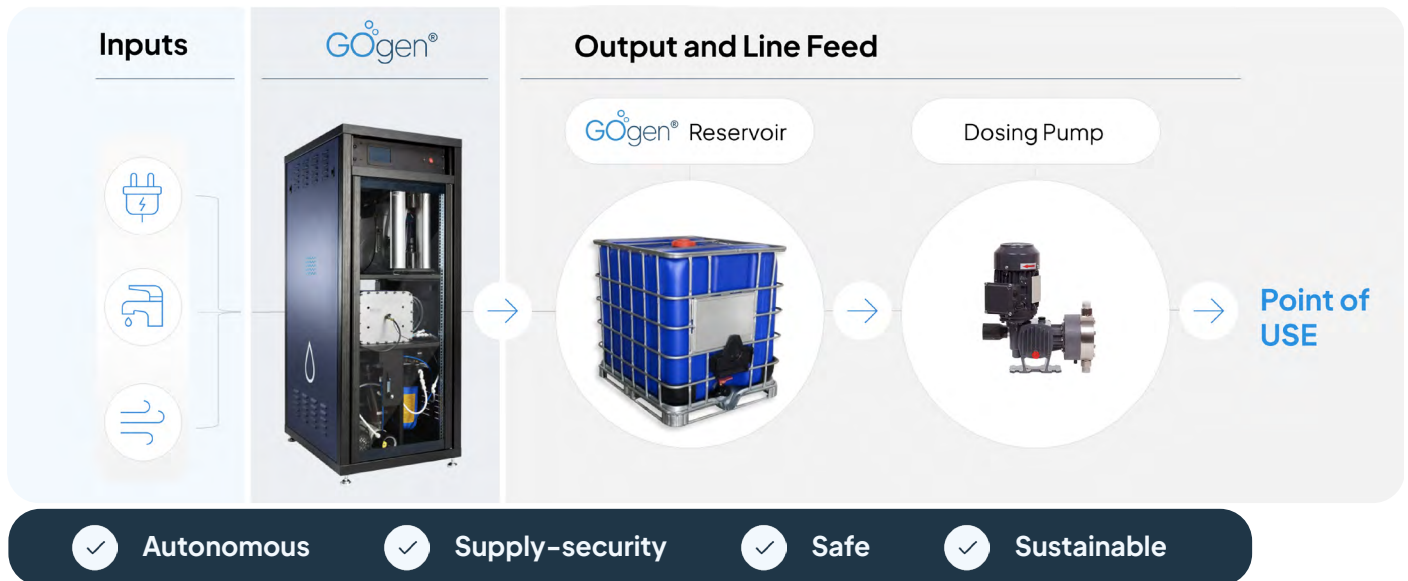 Inputs
GOgen®
Output and Line Feed
GOgen® Reservoir
Dosing Pump
Point of
USE
Autonomous
Supply-security
Safe
Sustainable